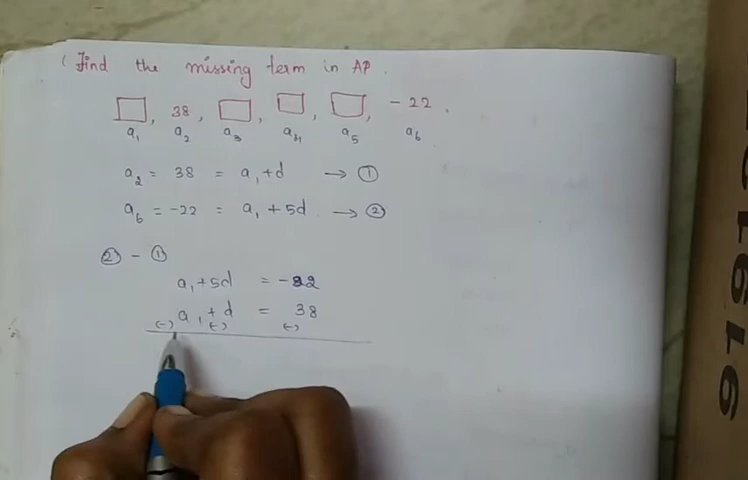 ( Find the missing term in AP.
□, 38, □, □, □, -22.
a₁ a₂ a₃ a₄ a₅ a₆
a₂ = 38 = a₁+d → ①
a₆ = -22 = a₁ + 5d. → ②
② - ①
a₁+5d = -22
a₁+d = 38
(-) (-) (-)
9191